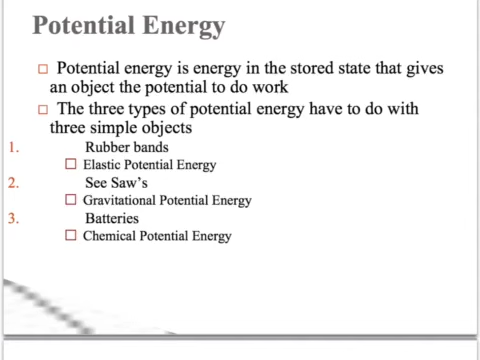 Potential Energy
Potential energy is energy in the stored state that gives
an object the potential to do work
The three types of potential energy have to do with
three simple objects
1. Rubber bands
Elastic Potential Energy
2. See Saw's
Gravitational Potential Energy
3. Batteries
Chemical Potential Energy